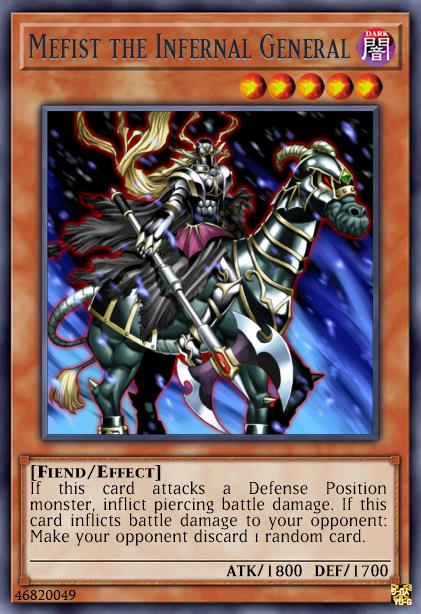 MEFIST THE INFERNAL GENERAL
DARK
闇
[FIEND/EFFECT]
If this card attacks a Defense Position
monster, inflict piercing battle damage. If this
card inflicts battle damage to your opponent:
Make your opponent discard 1 random card.
ATK/1800 DEF/1700
46820049